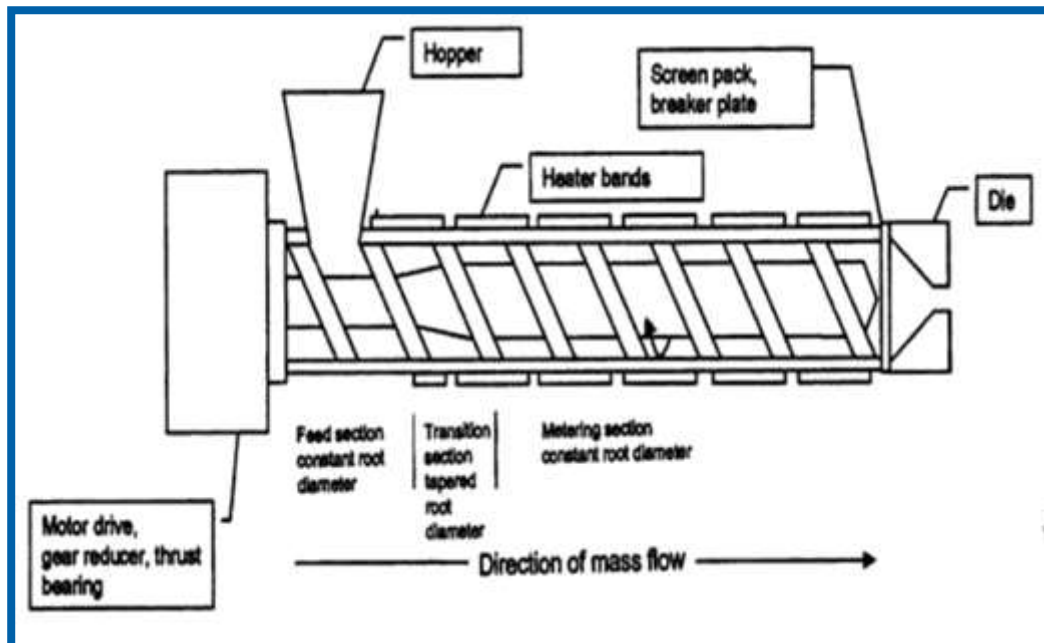 Hopper
Screen pack,
breaker plate
Heater bands
Die
Feed section
constant root
diameter
Transition
section
tapered
root
diameter
Metering section
constant root diameter
Motor drive,
gear reducer, thrust
bearing
Direction of mass flow